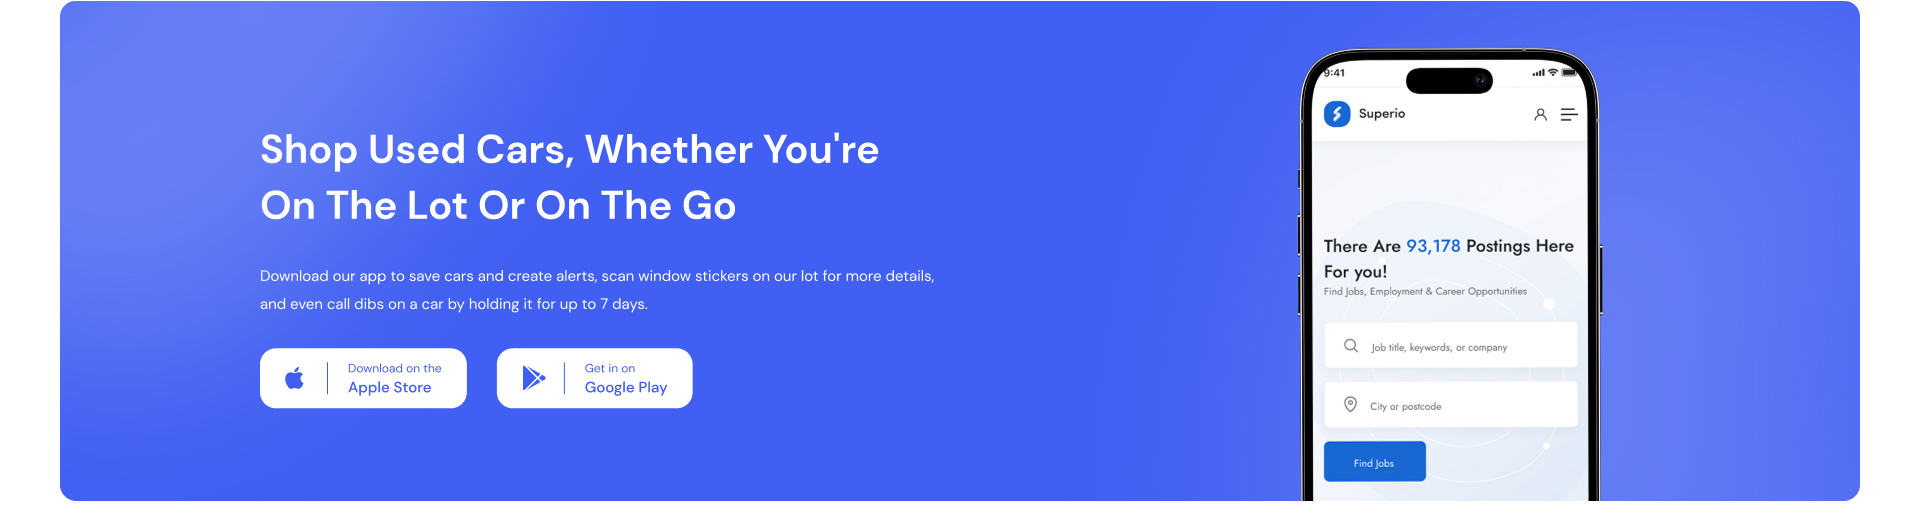 Shop Used Cars, Whether You're
On The Lot Or On The Go
Download our app to save cars and create alerts, scan window stickers on our lot for more details,
and even call dibs on a car by holding it for up to 7 days.
Download on the
Apple Store
Get in on
Google Play
9:41
Superio
There Are 93,178 Postings Here
For you!
Find Jobs, Employment & Career Opportunities
Job title, keywords, or company
City or postcode
Find Jobs